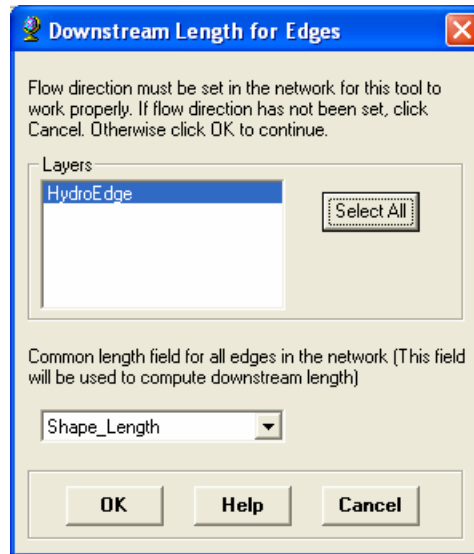 Downstream Length for Edges
Flow direction must be set in the network for this tool to
work properly. If flow direction has not been set, click
Cancel. Otherwise click OK to continue.
Layers
HydroEdge
Select All
Common length field for all edges in the network (This field
will be used to compute downstream length)
Shape_Length
OK Help Cancel